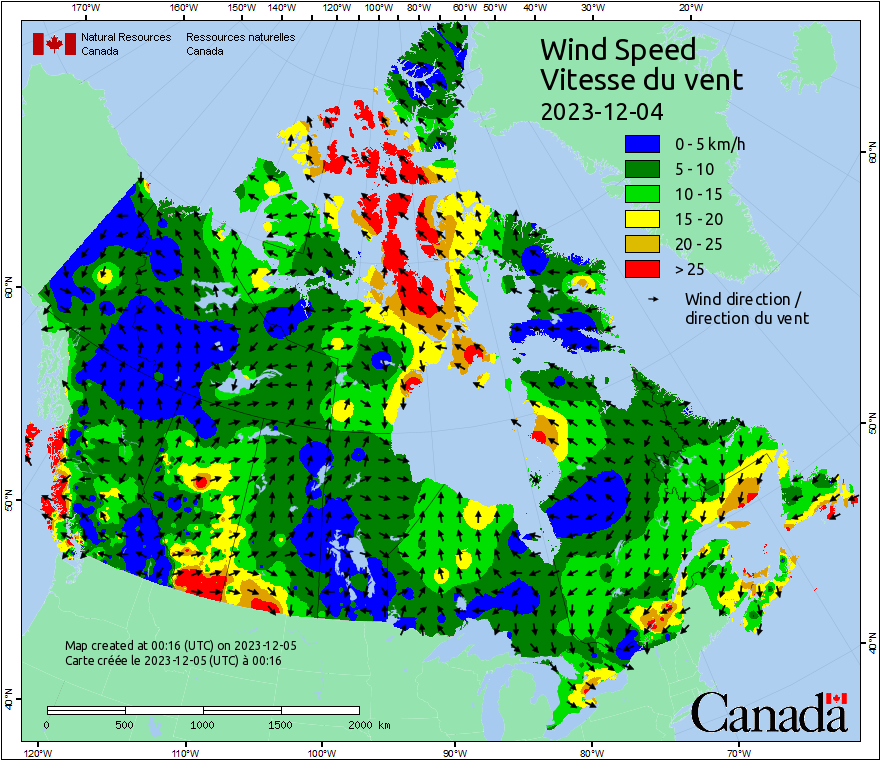 170°W 160°W 150°W 140°W 130°W 120°W 110°W 100°W 90°W 80°W 70°W 60°W 50°W 40°W 30°W 20°W
Natural Resources Canada
Ressources naturelles Canada
Wind Speed
Vitesse du vent
2023-12-04
0 - 5 km/h
5 - 10
10 - 15
15 - 20
20 - 25
> 25
Wind direction /
direction du vent
60°N
60°N
50°N
50°N
40°N
40°N
Map created at 00:16 (UTC) on 2023-12-05
Carte créée le 2023-12-05 (UTC) à 00:16
0 500 1000 1500 2000 km
Canada
120°W 110°W 100°W 90°W 80°W 70°W